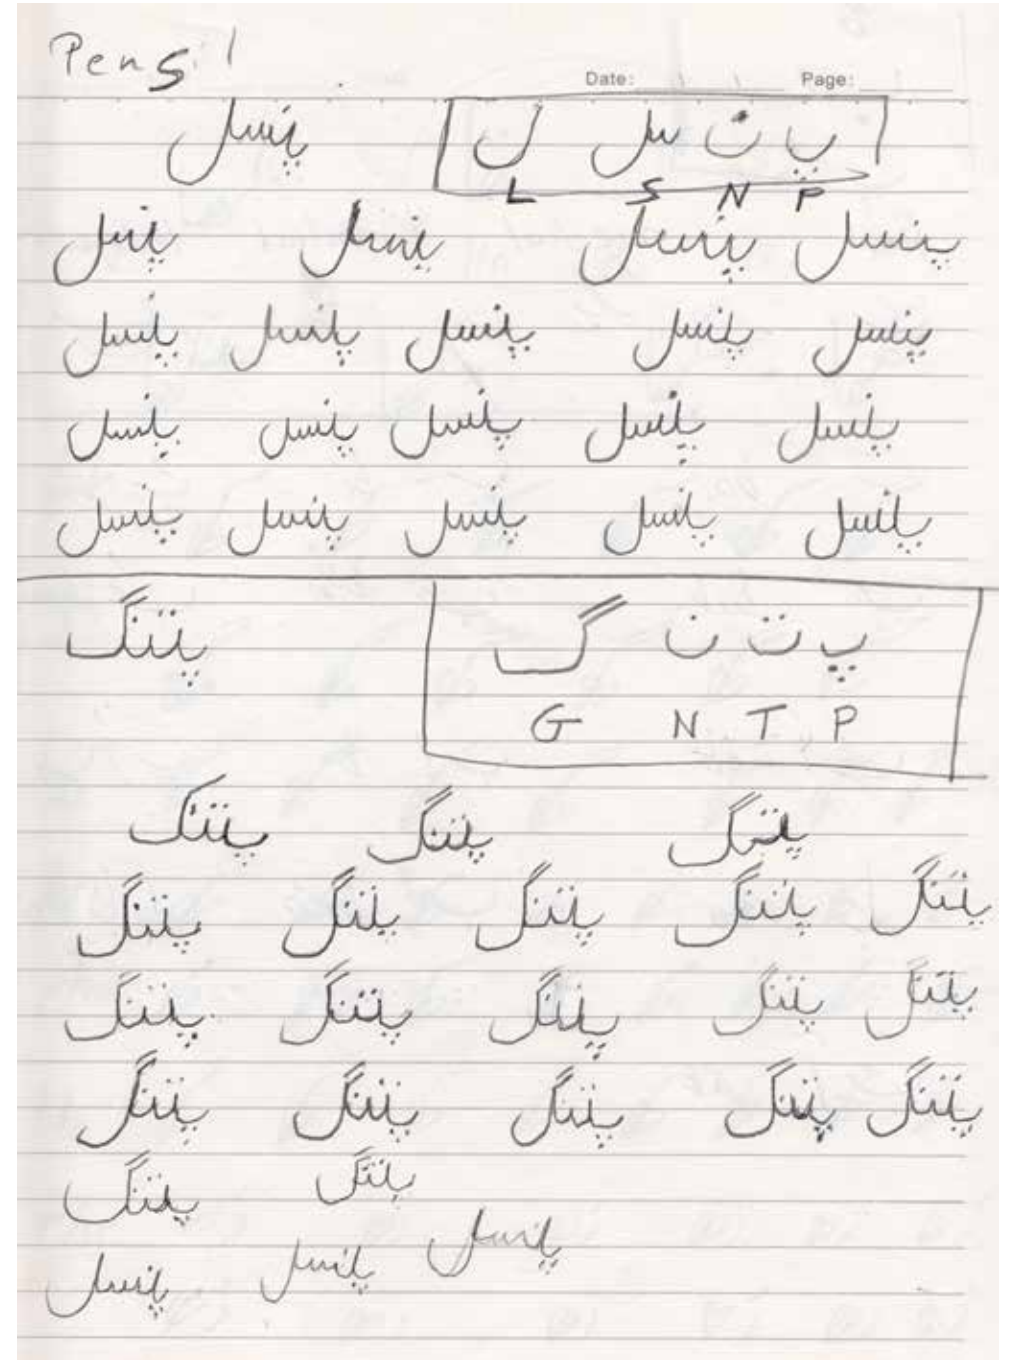 Pensil
Date: Page:
پنسل
پ ن سل ل
L S N P
پنسل پنسل پنسل پنسل
پنسل پنسل پنسل پنسل پنسل
پنسل پنسل پنسل پنسل پنسل
پنسل پنسل پنسل پنسل پنسل
پ ت ن گ پتنگ
G N T P
پتنگ پتنگ پتنگ
پتنگ پتنگ پتنگ پتنگ پتنگ
پتنگ پتنگ پتنگ پتنگ پتنگ
پتنگ پتنگ پتنگ پتنگ پتنگ
پتنگ پتنگ
پنسل پنسل پنسل